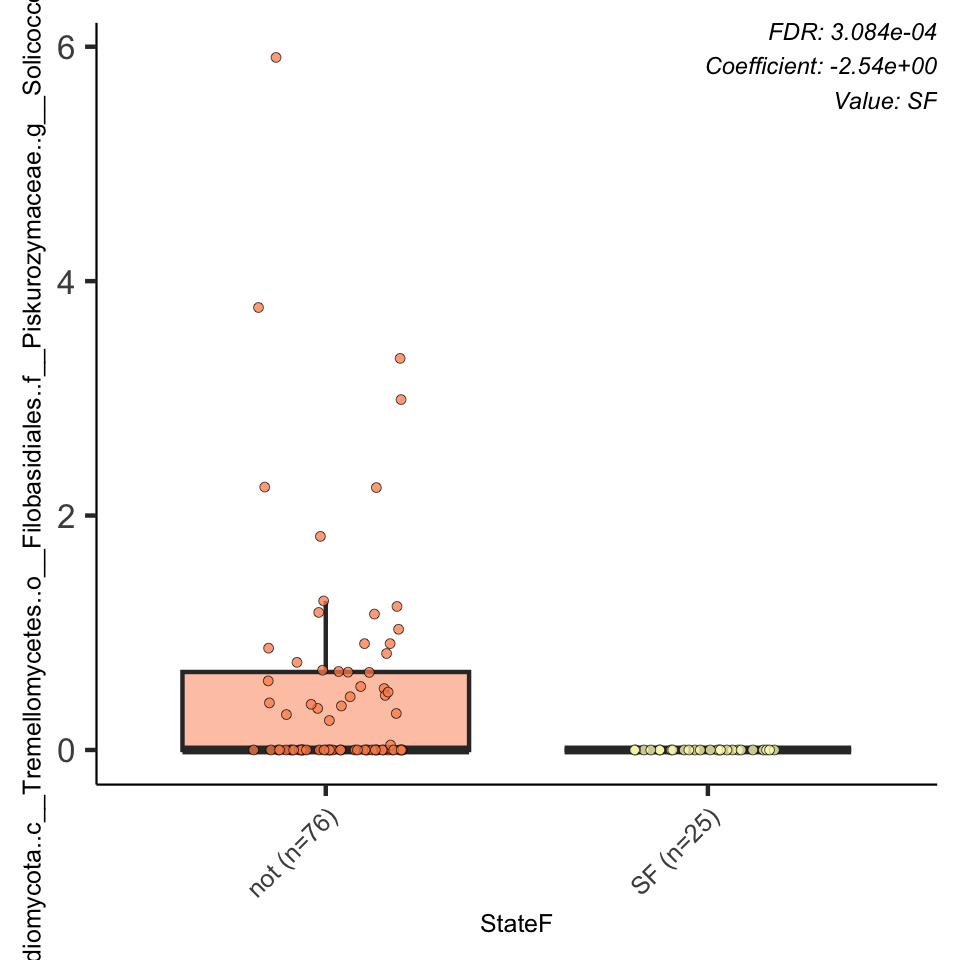 FDR: 3.084e-04
Coefficient: -2.54e+00
Value: SF
diomycota..c__Tremellomycetes..o__Filobasidiales..f__Piskurozymaceae..g__Solicocco
6
4
2
0
not (n=76)
SF (n=25)
StateF